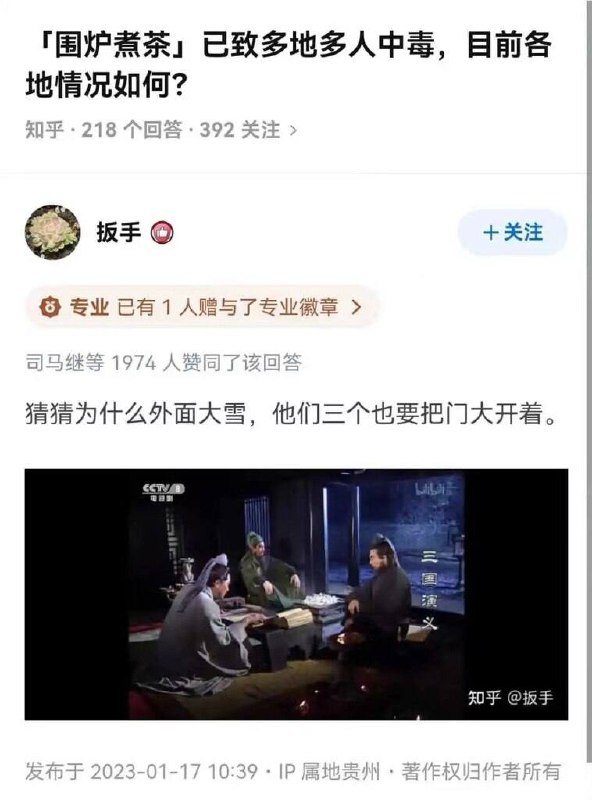 「围炉煮茶」已致多地多人中毒，目前各
地情况如何？
知乎 · 218 个回答 · 392 关注 >
扳手
+ 关注
专业 已有 1 人赠与了专业徽章 >
司马继等 1974 人赞同了该回答
猜猜为什么外面大雪，他们三个也要把门大开着。
CCTV 8
电视剧
bilibili
三国演义
知乎 @扳手
发布于 2023-01-17 10:39 · IP 属地贵州 · 著作权归作者所有